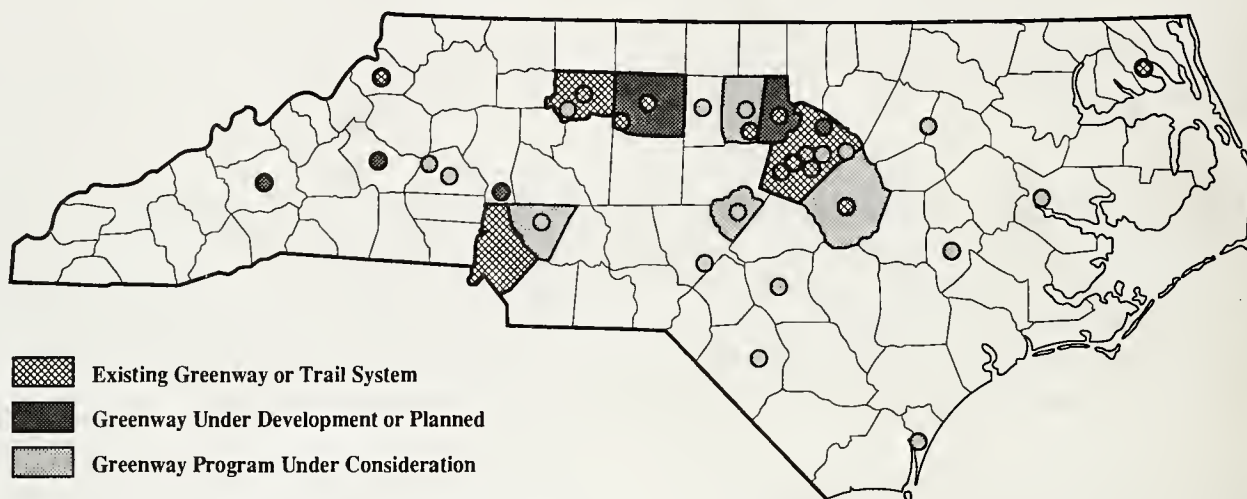 Existing Greenway or Trail System
Greenway Under Development or Planned
Greenway Program Under Consideration